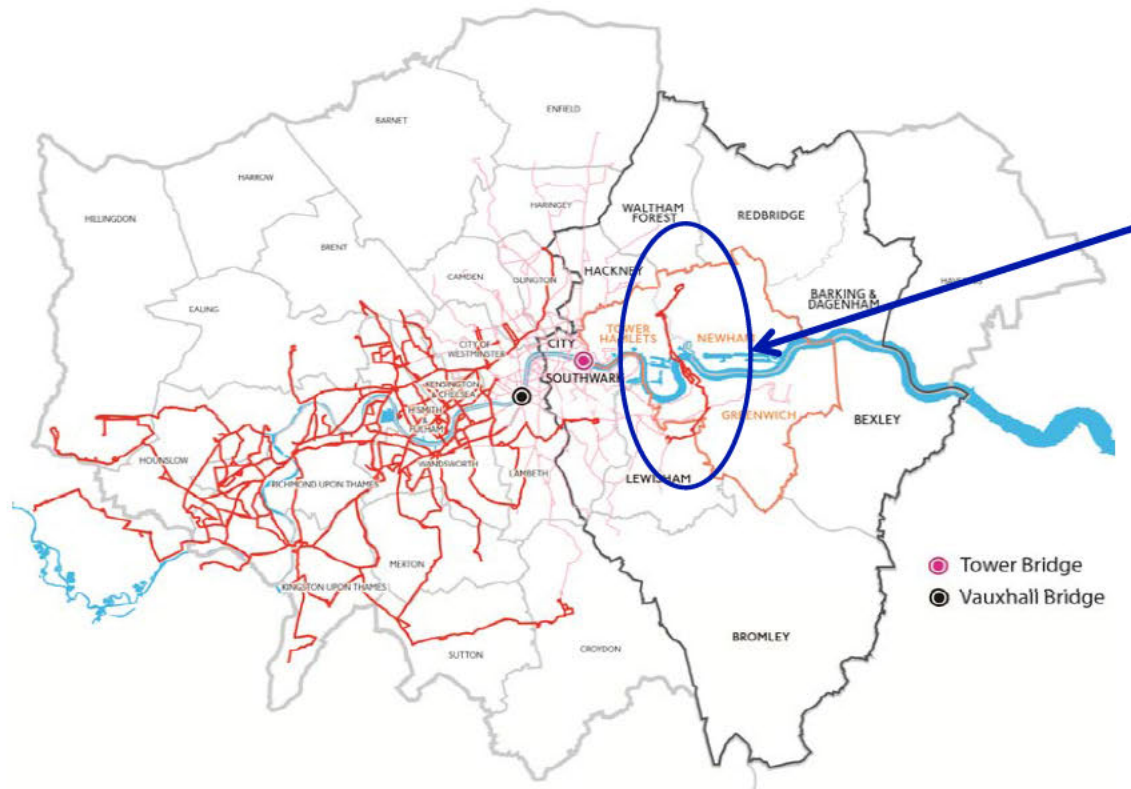 ENFIELD
BARNET
HARROW
HARINGEY
WALTHAM
FOREST
REDBRIDGE
HILLINGDON
BRENT
CAMDEN
ISLINGTON
HACKNEY
BARKING &
DAGENHAM
EALING
CITY OF
WESTMINSTER
CITY
TOWER
HAMLETS
NEWHAM
KENSINGTON
& CHELSEA
SOUTHWARK
H'SMITH
&
FULHAM
GREENWICH
BEXLEY
HOUNSLOW
WANDSWORTH
LAMBETH
LEWISHAM
RICHMOND UPON THAMES
MERTON
KINGSTON UPON THAMES
Tower Bridge
Vauxhall Bridge
BROMLEY
SUTTON
CROYDON